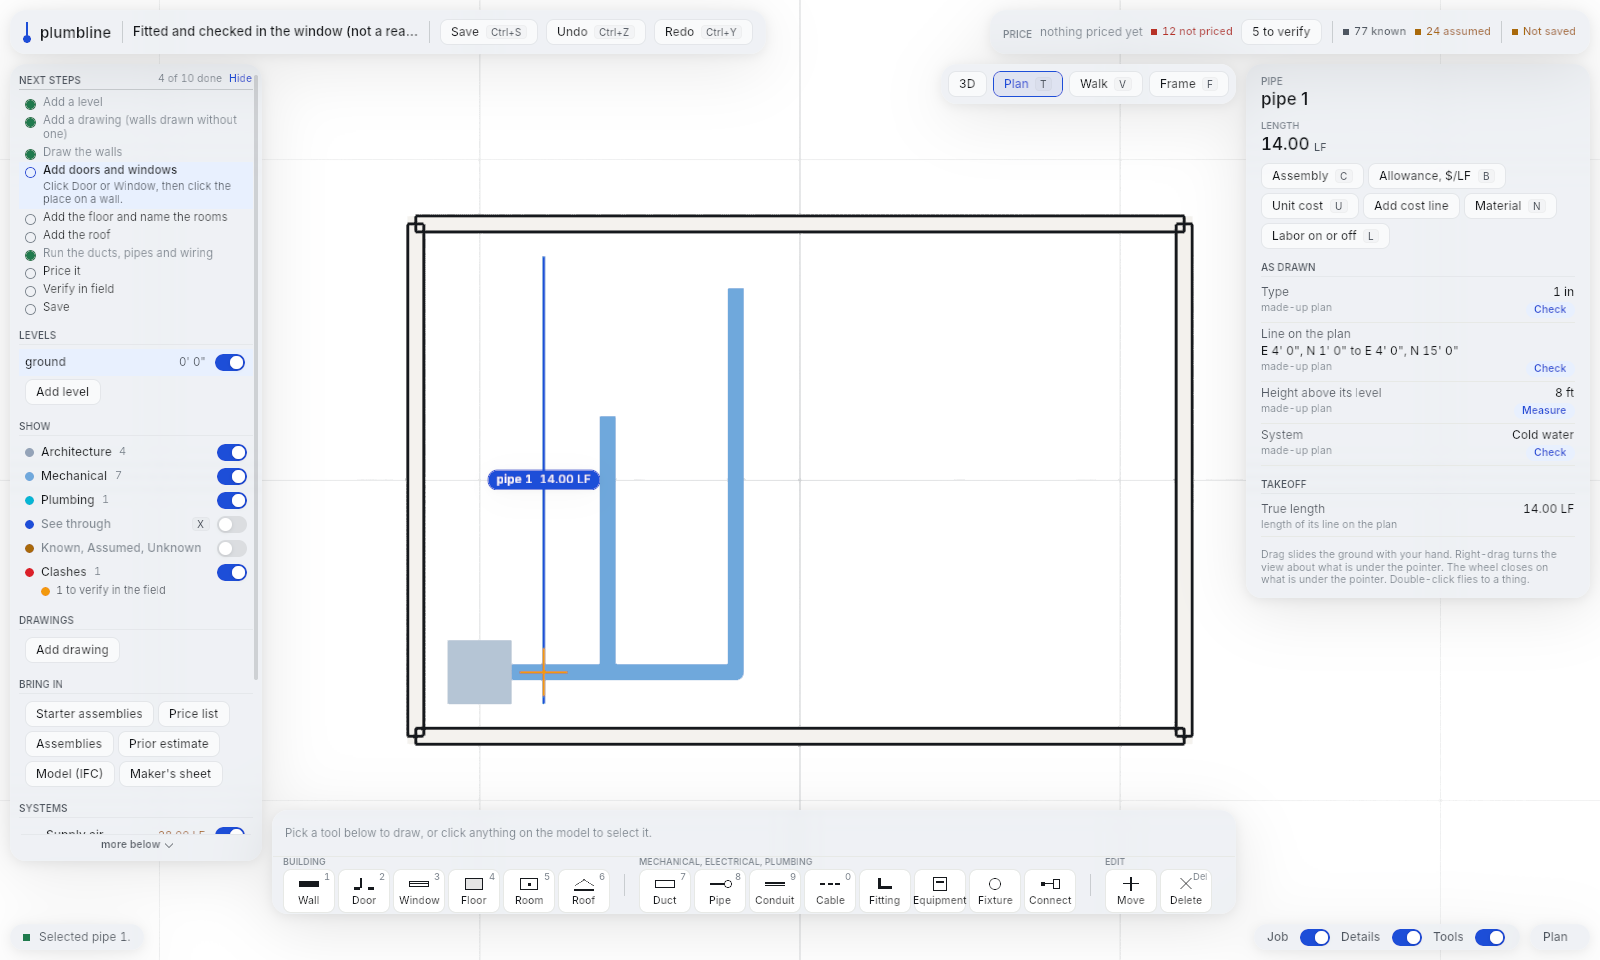 plumbline
Fitted and checked in the window (not a rea...
Save Ctrl+S
Undo Ctrl+Z
Redo Ctrl+Y
PRICE nothing priced yet 12 not priced 5 to verify 77 known 24 assumed Not saved
3D
Plan T
Walk V
Frame F
NEXT STEPS 4 of 10 done Hide
Add a level
Add a drawing (walls drawn without
one)
Draw the walls
Add doors and windows
Click Door or Window, then click the
place on a wall.
Add the floor and name the rooms
Add the roof
Run the ducts, pipes and wiring
Price it
Verify in field
Save
LEVELS
ground 0' 0"
Add level
SHOW
Architecture 4
Mechanical 7
Plumbing 1
See through X
Known, Assumed, Unknown
Clashes 1
1 to verify in the field
DRAWINGS
Add drawing
BRING IN
Starter assemblies Price list
Assemblies Prior estimate
Model (IFC) Maker's sheet
SYSTEMS
Supply air 28.00 LF
more below
pipe 1 14.00 LF
PIPE
pipe 1
LENGTH
14.00 LF
Assembly C Allowance, $/LF B
Unit cost U Add cost line Material N
Labor on or off L
AS DRAWN
Type 1 in
made-up plan Check
Line on the plan
E 4' 0", N 1' 0" to E 4' 0", N 15' 0"
made-up plan Check
Height above its level 8 ft
made-up plan Measure
System Cold water
made-up plan Check
TAKEOFF
True length 14.00 LF
length of its line on the plan
Drag slides the ground with your hand. Right-drag turns the
view about what is under the pointer. The wheel closes on
what is under the pointer. Double-click flies to a thing.
Pick a tool below to draw, or click anything on the model to select it.
BUILDING MECHANICAL, ELECTRICAL, PLUMBING EDIT
1 2 3 4 5 6 7 8 9 0 Del
Wall Door Window Floor Room Roof Duct Pipe Conduit Cable Fitting Equipment Fixture Connect Move Delete
Selected pipe 1.
Job Details Tools Plan